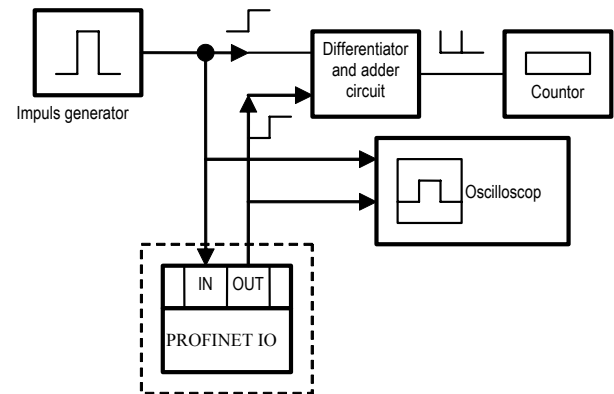 Impuls generator
Differentiator
and adder
circuit
Countor
Oscilloscop
IN
OUT
PROFINET IO